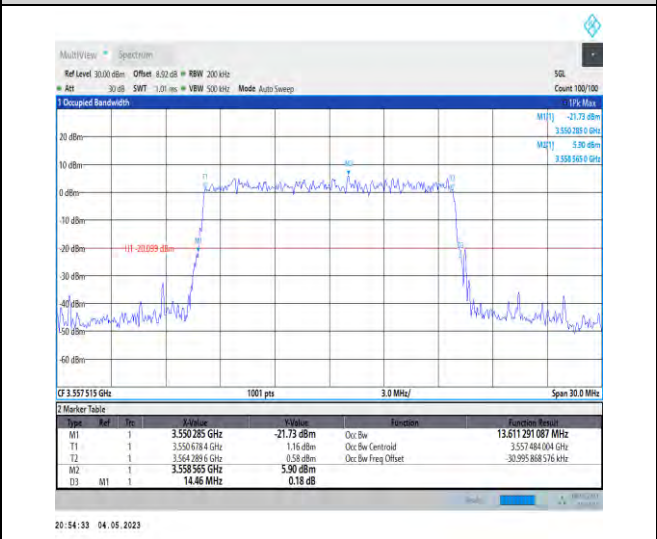 MultiView Spectrum
Ref Level 30.00 dBm Offset 8.92 dB RBW 200 kHz SGL
Att 30 dB SWT 1.01 ms VBW 500 kHz Mode Auto Sweep Count 100/100
1 Occupied Bandwidth 1Pk Max
M1[1] -21.73 dBm
3.550 285 0 GHz
M2[1] 5.90 dBm
3.558 565 0 GHz
20 dBm
10 dBm
0 dBm
-10 dBm
-20 dBm
H1 -20.099 dBm
-30 dBm
-40 dBm
-50 dBm
-60 dBm
T1
M2
T2
M1
CF 3.557 515 GHz 1001 pts 3.0 MHz/ Span 30.0 MHz
2 Marker Table
Type Ref Trc X-Value Y-Value Function Function Result
M1 1 3.550 285 GHz -21.73 dBm Occ Bw 13.611 291 087 MHz
T1 1 3.550 678 4 GHz 1.16 dBm Occ Bw Centroid 3.557 484 004 GHz
T2 1 3.564 289 6 GHz 0.58 dBm Occ Bw Freq Offset -30.995 868 576 kHz
M2 1 3.558 565 GHz 5.90 dBm
D3 M1 1 14.46 MHz 0.18 dB
20:54:33 04.05.2023